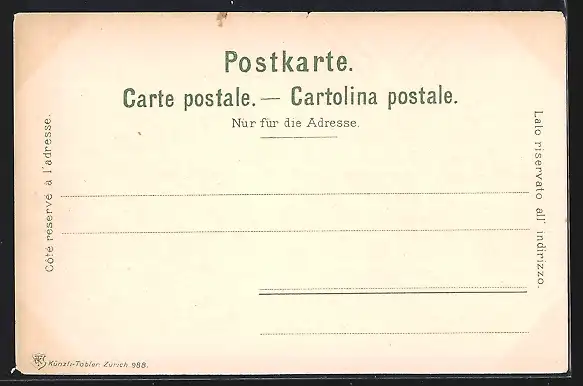 Postkarte.
Carte postale. — Cartolina postale.
Nur für die Adresse.
Côté reservé à l'adresse.
Lato riservato all' indirizzo.
Künzli-Tobler Zürich 988.